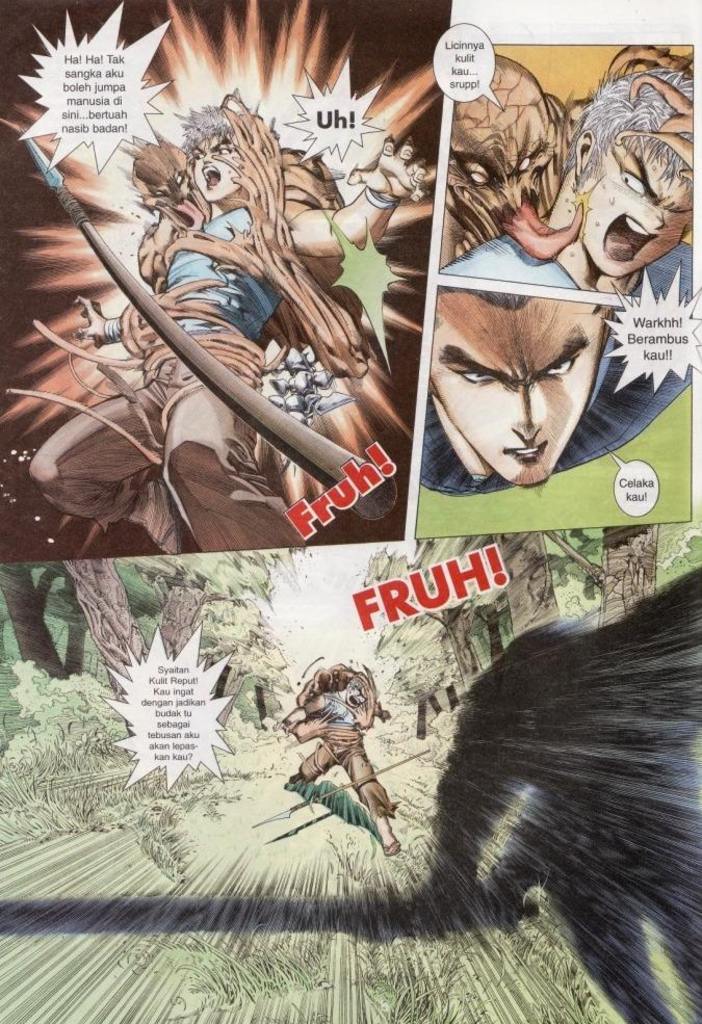 Ha! Ha! Tak
sangka aku
boleh jumpa
manusia di
sini...bertuah
nasib badan!
Uh!
Fruh!
Licinnya
kulit
kau...
srupp!
Warkhh!
Berambus
kau!!
Celaka
kau!
FRUH!
Syaitan
Kulit Reput!
Kau ingat
dengan jadikan
budak tu
sebagai
tebusan aku
akan lepas-
kan kau?